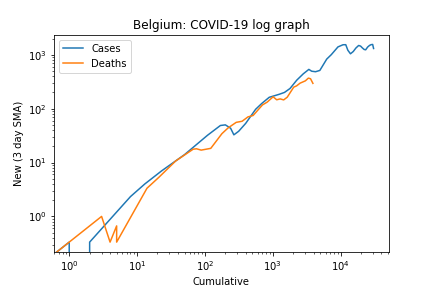 Belgium: COVID-19 log graph
Cases
Deaths
New (3 day SMA)
10³
10²
10¹
10⁰
10⁰ 10¹ 10² 10³ 10⁴
Cumulative